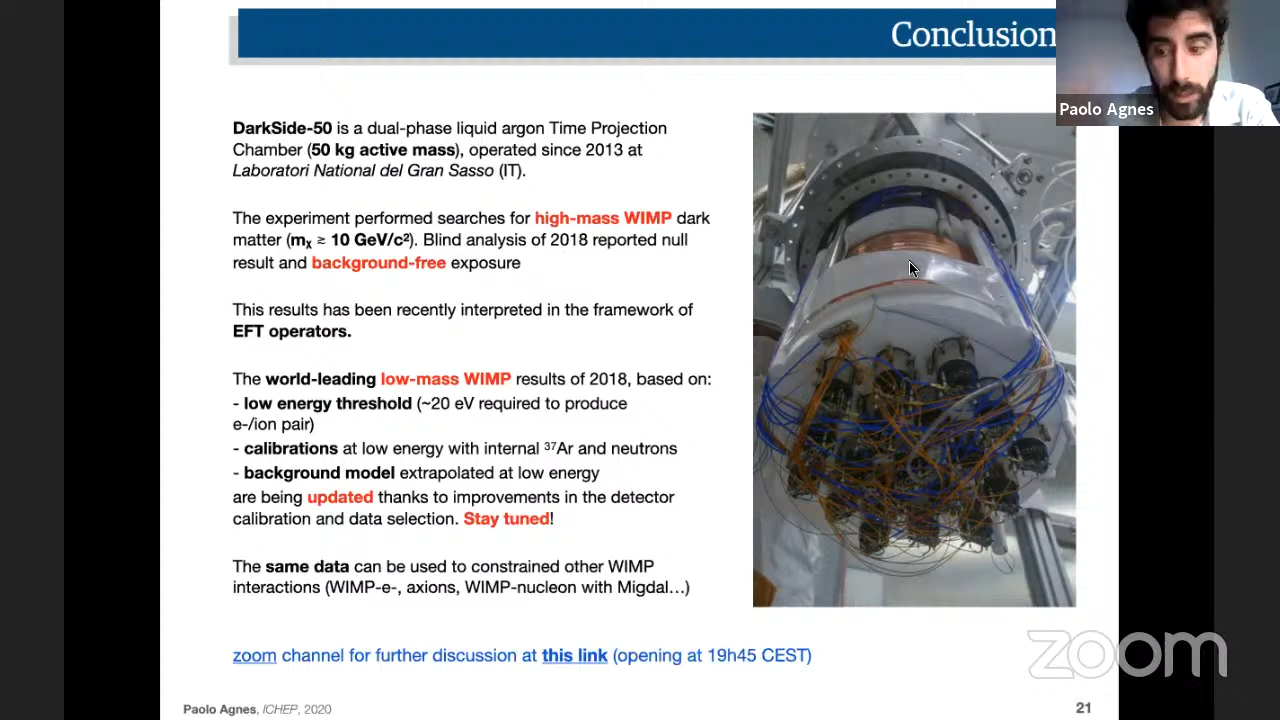 Conclusion
Paolo Agnes
DarkSide-50 is a dual-phase liquid argon Time Projection
Chamber (50 kg active mass), operated since 2013 at
Laboratori National del Gran Sasso (IT).
The experiment performed searches for high-mass WIMP dark
matter (mχ ≳ 10 GeV/c²). Blind analysis of 2018 reported null
result and background-free exposure
This results has been recently interpreted in the framework of
EFT operators.
The world-leading low-mass WIMP results of 2018, based on:
- low energy threshold (~20 eV required to produce
e-/ion pair)
- calibrations at low energy with internal ³⁷Ar and neutrons
- background model extrapolated at low energy
are being updated thanks to improvements in the detector
calibration and data selection. Stay tuned!
The same data can be used to constrained other WIMP
interactions (WIMP-e-, axions, WIMP-nucleon with Migdal…)
zoom channel for further discussion at this link (opening at 19h45 CEST)
zoom
Paolo Agnes, ICHEP, 2020
21